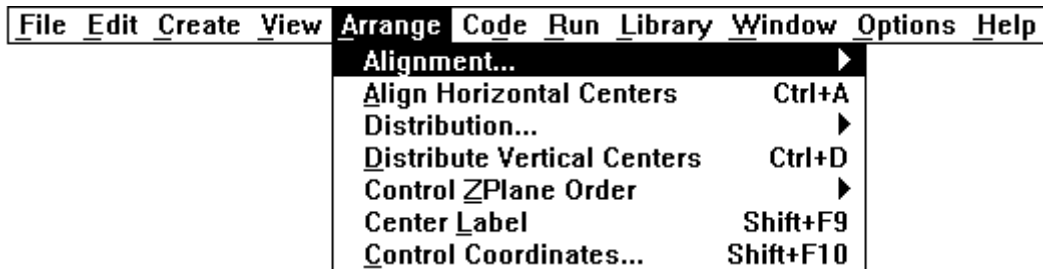 File Edit Create View Arrange Code Run Library Window Options Help
Alignment...
Align Horizontal Centers Ctrl+A
Distribution...
Distribute Vertical Centers Ctrl+D
Control ZPlane Order
Center Label Shift+F9
Control Coordinates... Shift+F10